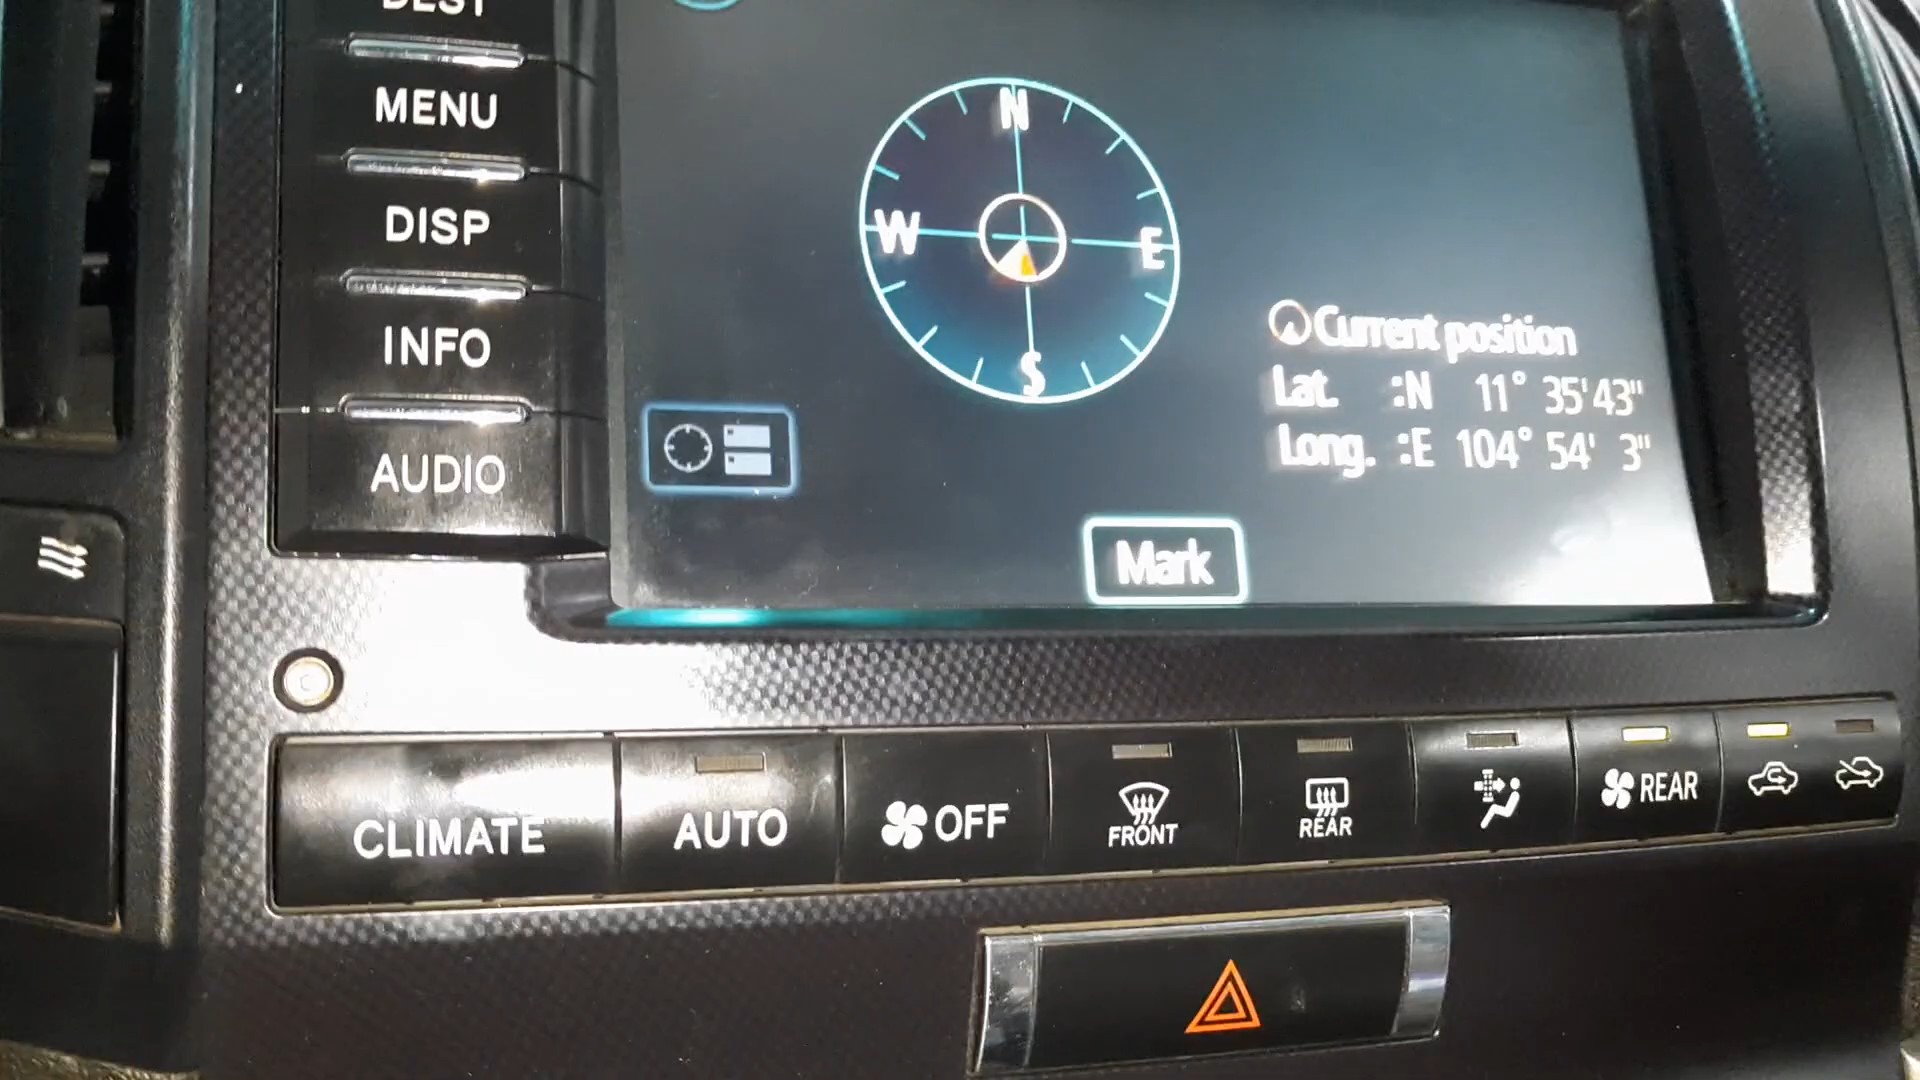 DEST
MENU
DISP
INFO
AUDIO
N
W
E
S
Current position
Lat. :N 11° 35'43"
Long. :E 104° 54' 3"
Mark
CLIMATE
AUTO
OFF
FRONT
REAR
REAR